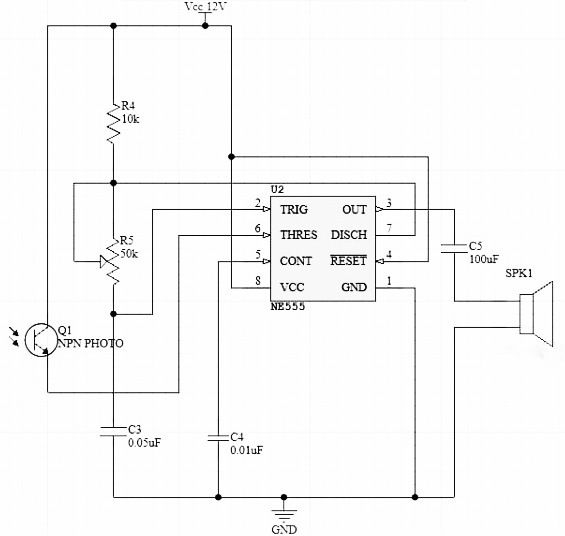 Vcc 12V
R4
10k
U2
2
TRIG
OUT
3
6
THRES
DISCH
7
5
CONT
RESET
4
8
VCC
GND
1
NE555
R5
50k
C5
100uF
SPK1
Q1
NPN PHOTO
C3
0.05uF
C4
0.01uF
GND